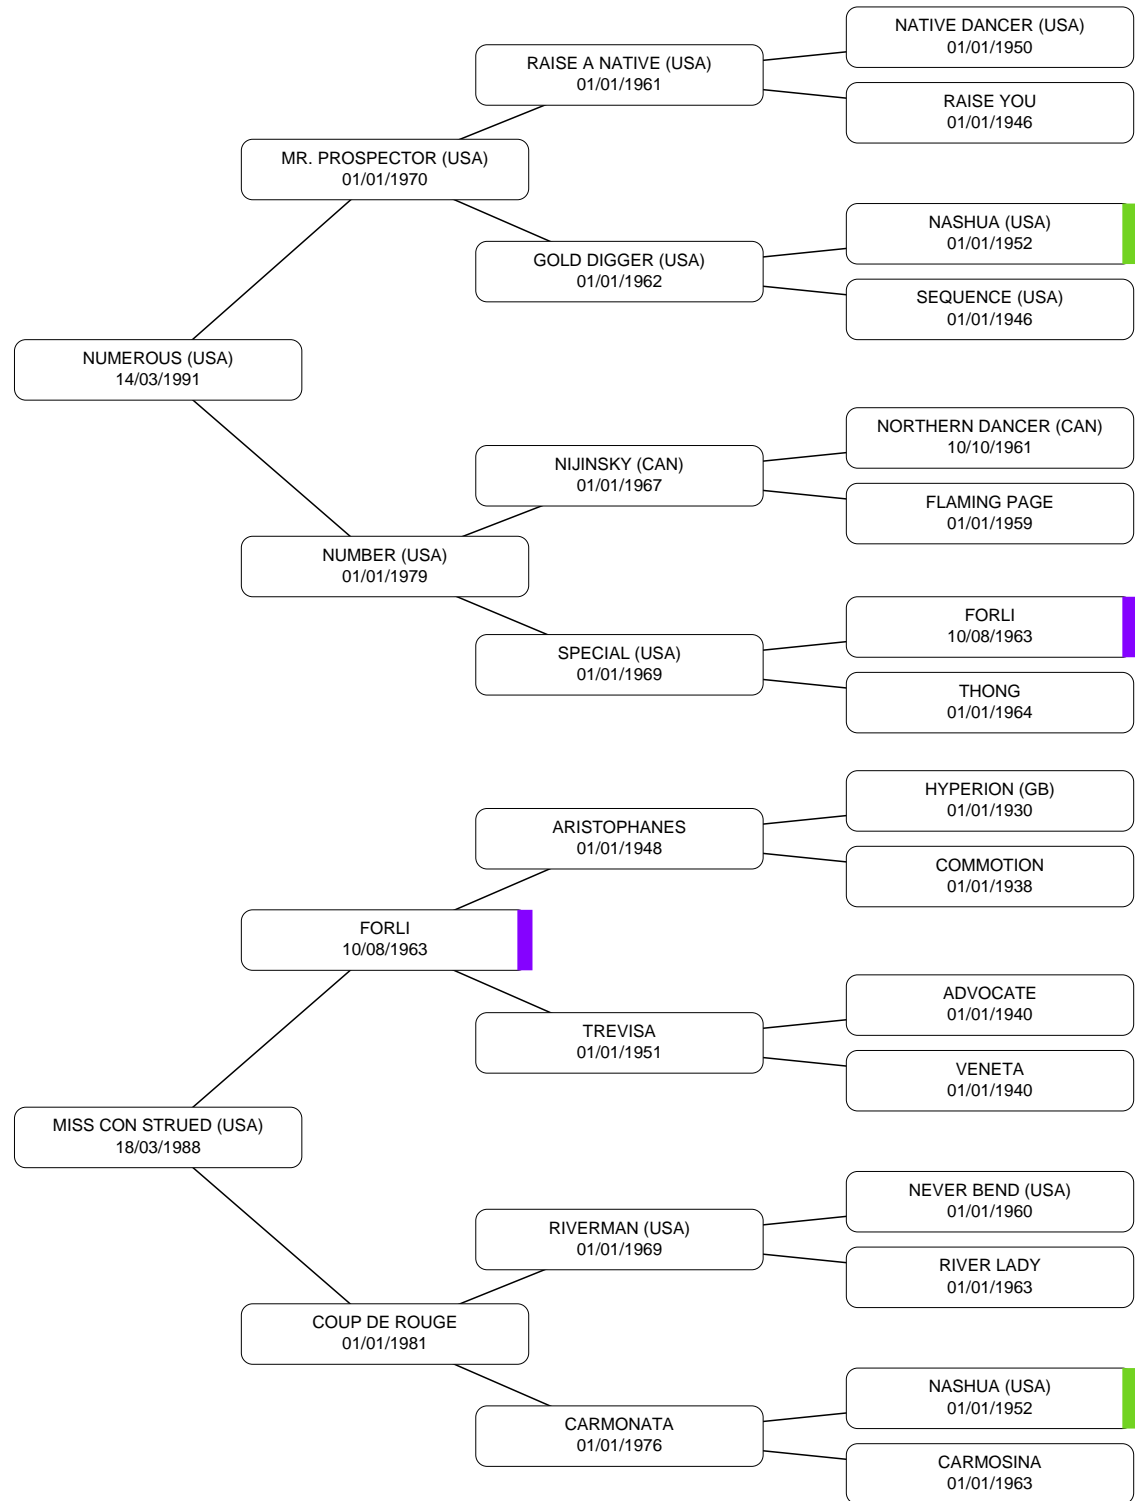 NATIVE DANCER (USA)
01/01/1950
RAISE A NATIVE (USA)
01/01/1961
RAISE YOU
01/01/1946
MR. PROSPECTOR (USA)
01/01/1970
NASHUA (USA)
01/01/1952
GOLD DIGGER (USA)
01/01/1962
SEQUENCE (USA)
01/01/1946
NUMEROUS (USA)
14/03/1991
NORTHERN DANCER (CAN)
10/10/1961
NIJINSKY (CAN)
01/01/1967
FLAMING PAGE
01/01/1959
NUMBER (USA)
01/01/1979
FORLI
10/08/1963
SPECIAL (USA)
01/01/1969
THONG
01/01/1964
HYPERION (GB)
01/01/1930
ARISTOPHANES
01/01/1948
COMMOTION
01/01/1938
FORLI
10/08/1963
ADVOCATE
01/01/1940
TREVISA
01/01/1951
VENETA
01/01/1940
MISS CON STRUED (USA)
18/03/1988
NEVER BEND (USA)
01/01/1960
RIVERMAN (USA)
01/01/1969
RIVER LADY
01/01/1963
COUP DE ROUGE
01/01/1981
NASHUA (USA)
01/01/1952
CARMONATA
01/01/1976
CARMOSINA
01/01/1963